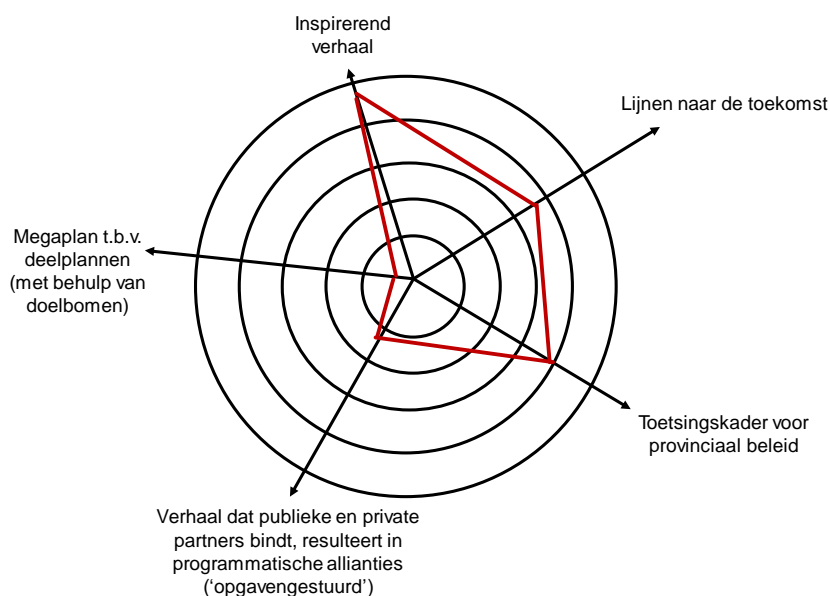 Inspirerend
verhaal
Lijnen naar de toekomst
Megaplan t.b.v.
deelplannen
(met behulp van
doelbomen)
Toetsingskader voor
provinciaal beleid
Verhaal dat publieke en private
partners bindt, resulteert in
programmatische allianties
(‘opgavengestuurd’)